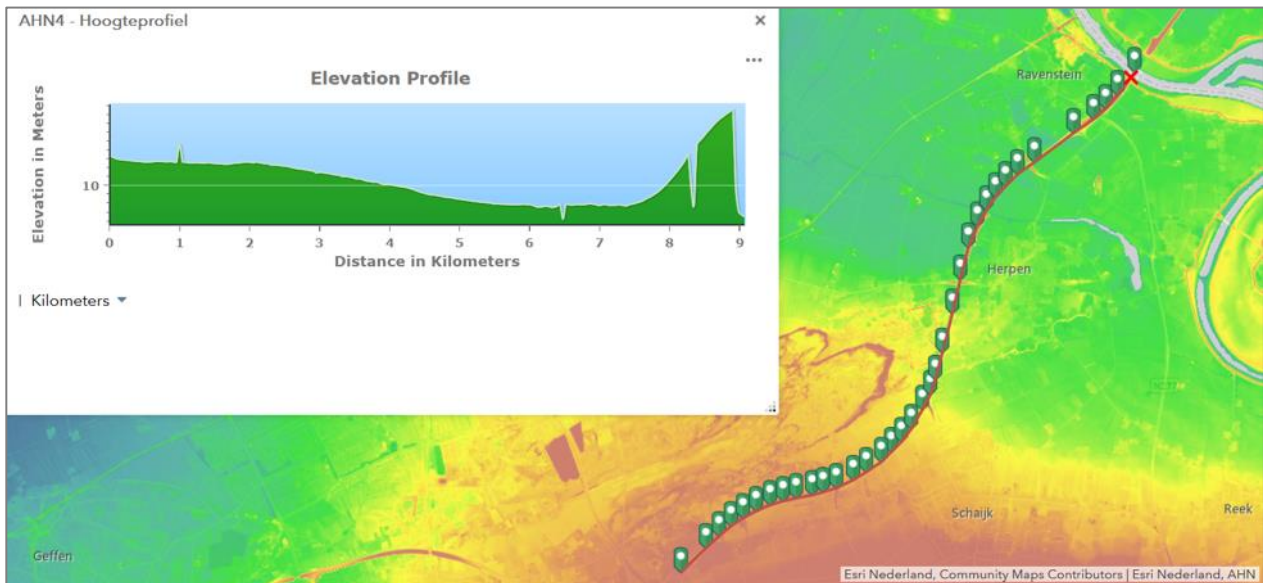 AHN4 - Hoogteprofiel
×
...
Elevation Profile
Elevation in Meters
10
0 1 2 3 4 5 6 7 8 9
Distance in Kilometers
| Kilometers
Ravenstein
Herpen
Schaijk
Reek
Geffen
Esri Nederland, Community Maps Contributors | Esri Nederland, AHN